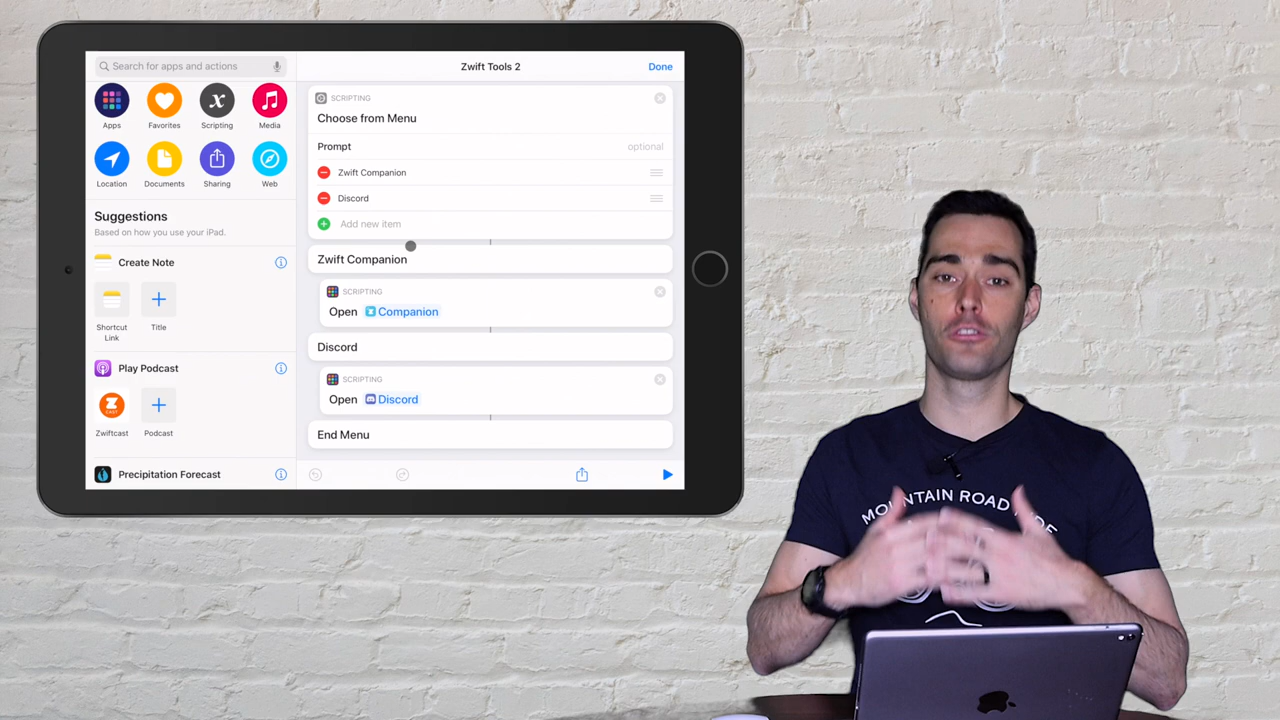 Search for apps and actions
Apps
Favorites
Scripting
Media
Location
Documents
Sharing
Web
Suggestions
Based on how you use your iPad.
Create Note
Shortcut
Link
Title
Play Podcast
Zwiftcast
Podcast
Precipitation Forecast
Zwift Tools 2
Done
SCRIPTING
Choose from Menu
Prompt
optional
Zwift Companion
Discord
Add new item
Zwift Companion
SCRIPTING
Open Companion
Discord
SCRIPTING
Open Discord
End Menu
MOUNTAIN ROAD